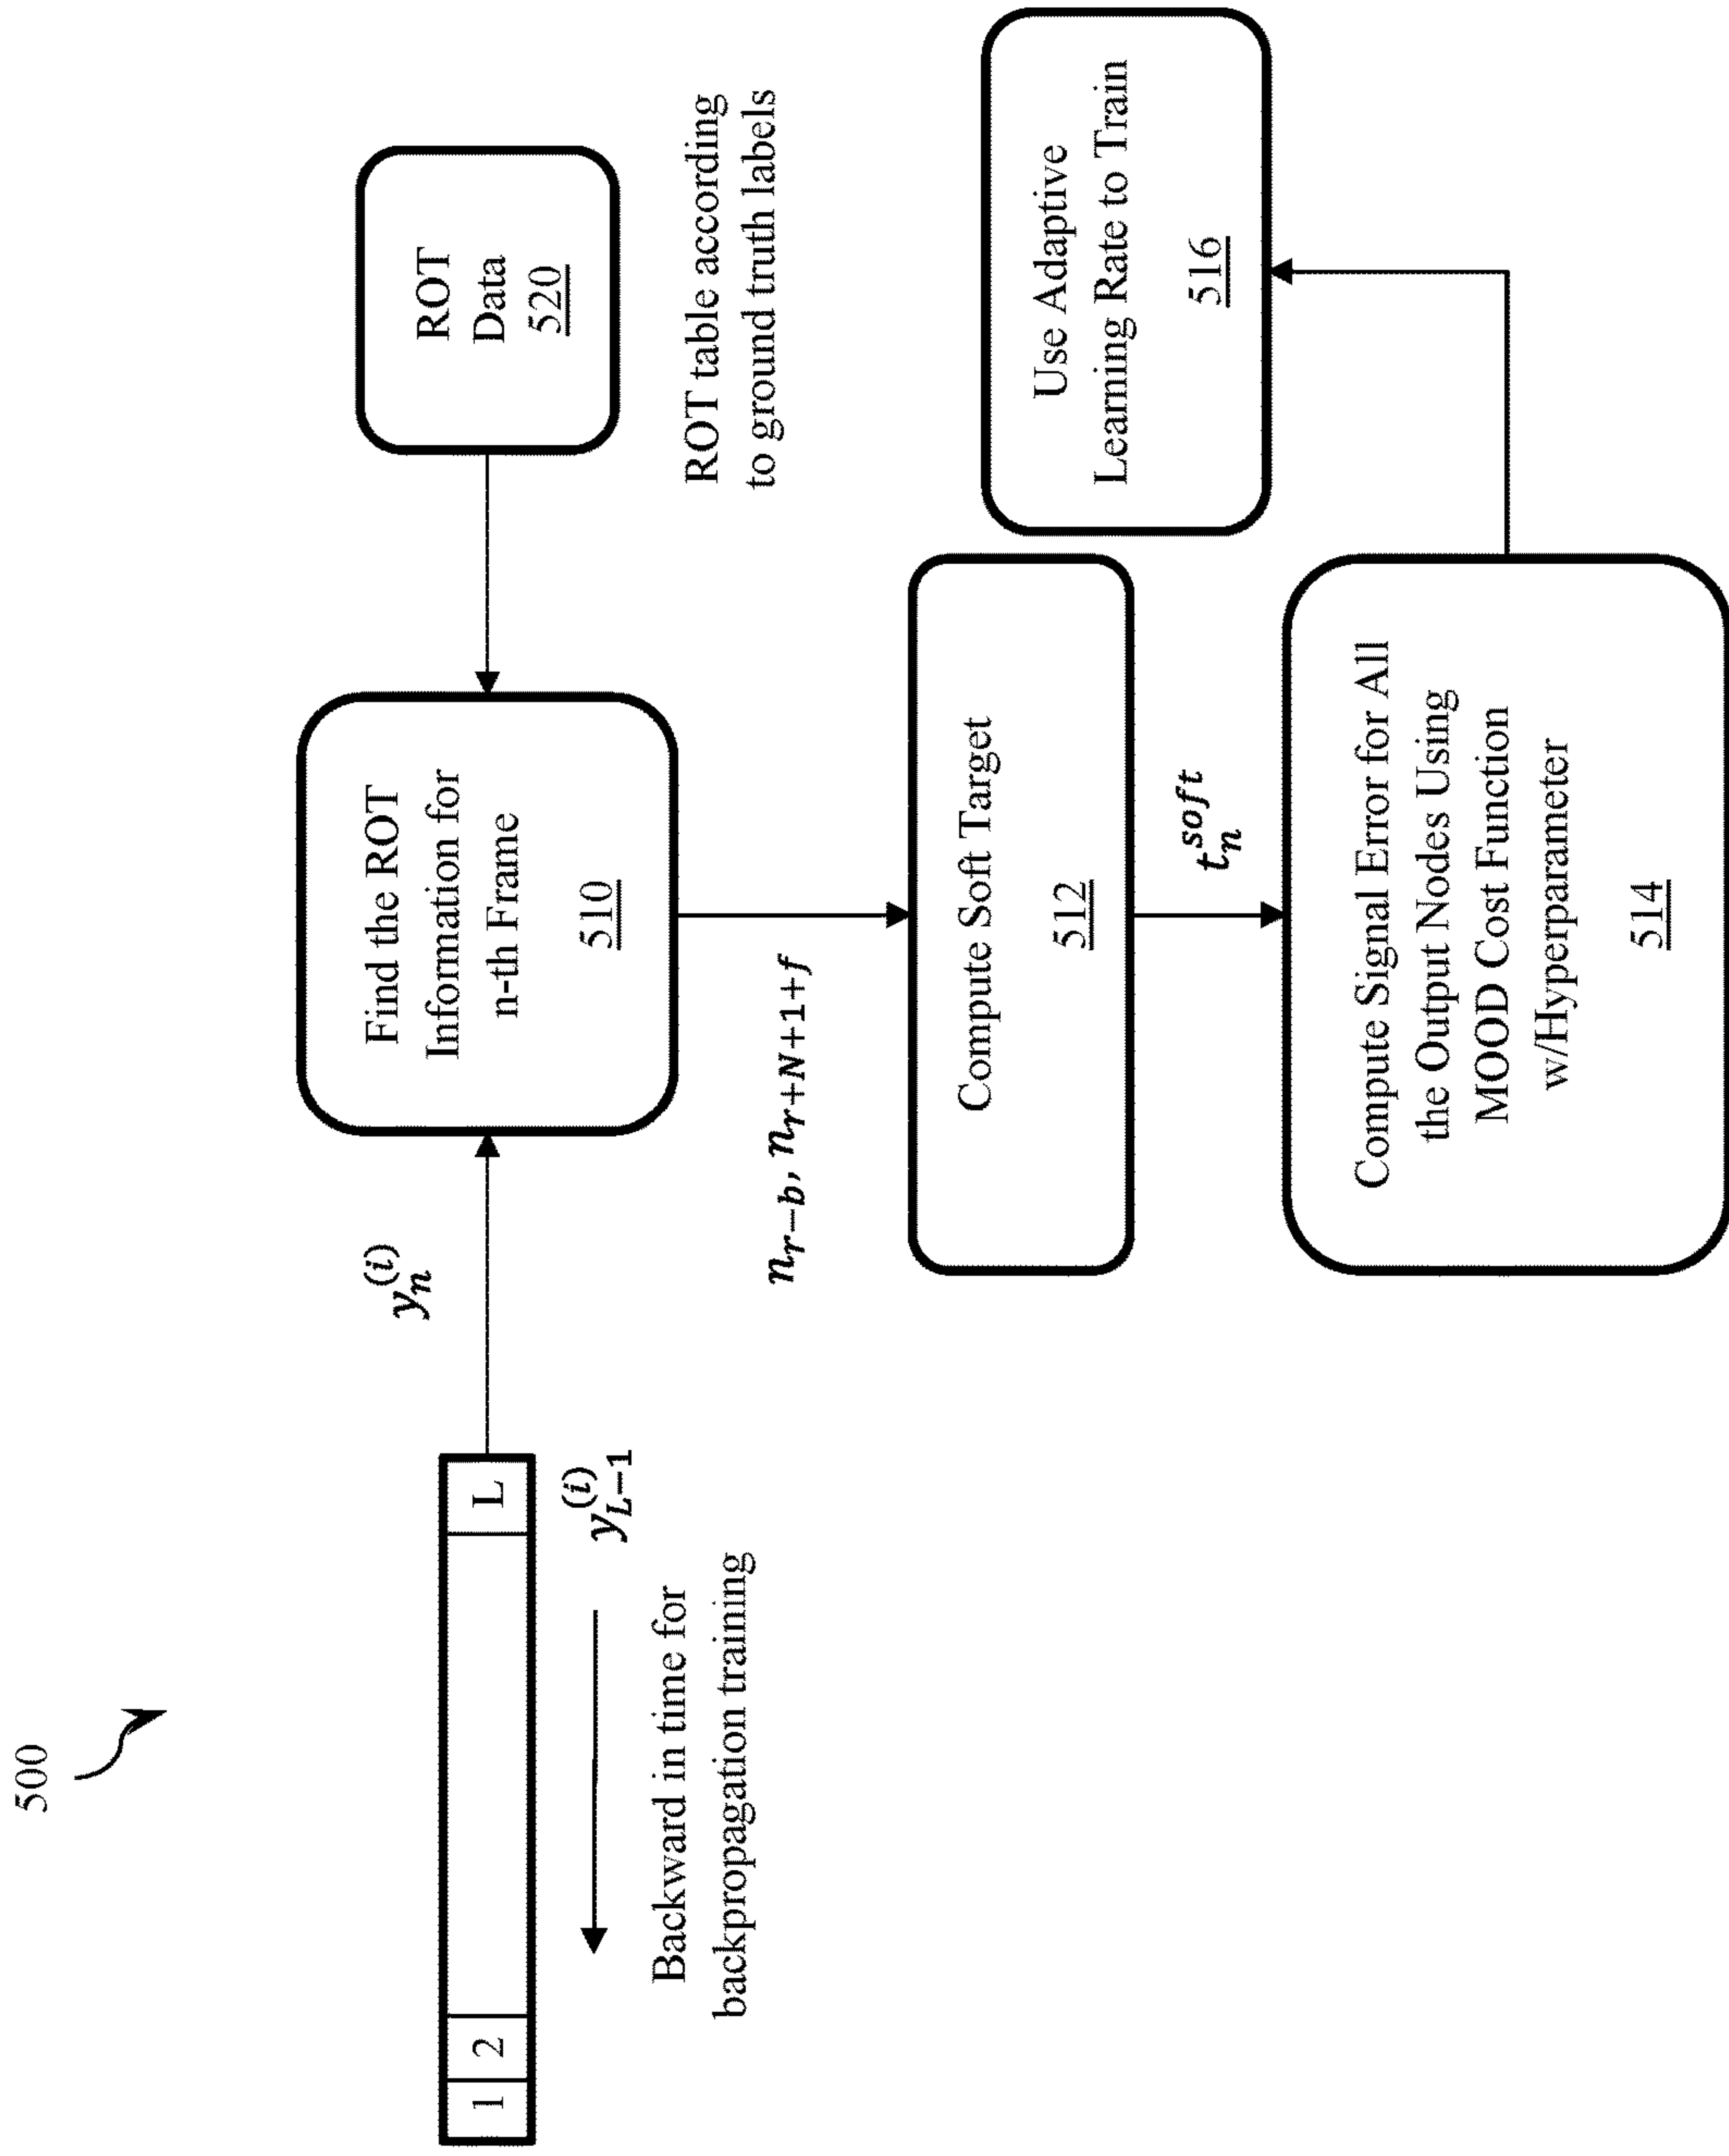 500
1 2 L
y_n^{(i)}
y_{L-1}^{(i)}
Backward in time for
backpropagation training
Find the ROT
Information for
n-th Frame
510
ROT
Data
520
ROT table according
to ground truth labels
n_{r-b}, n_{r+N+1+f}
Compute Soft Target
512
t_n^{soft}
Compute Signal Error for All
the Output Nodes Using
MOOD Cost Function
w/Hyperparameter
514
Use Adaptive
Learning Rate to Train
516